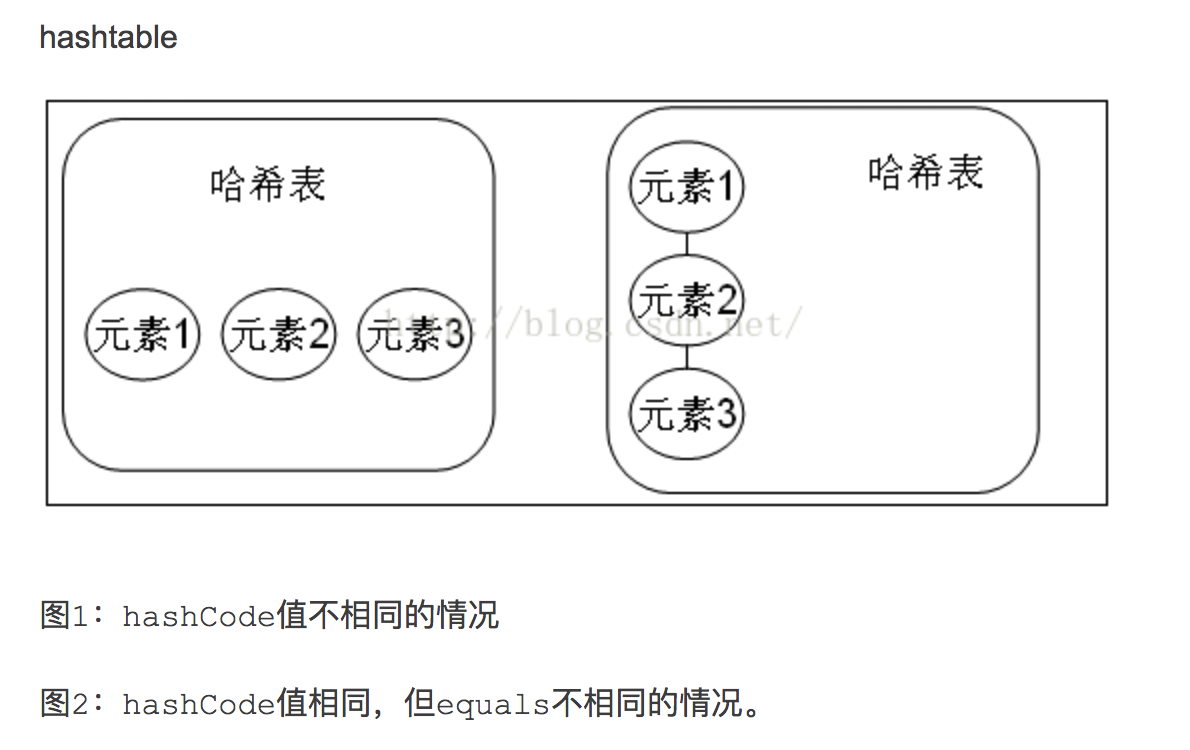 hashtable
哈希表
元素1 元素2 元素3
哈希表
元素1
元素2
元素3
http://blog.csdn.net/
图1：hashCode值不相同的情况
图2：hashCode值相同，但equals不相同的情况。